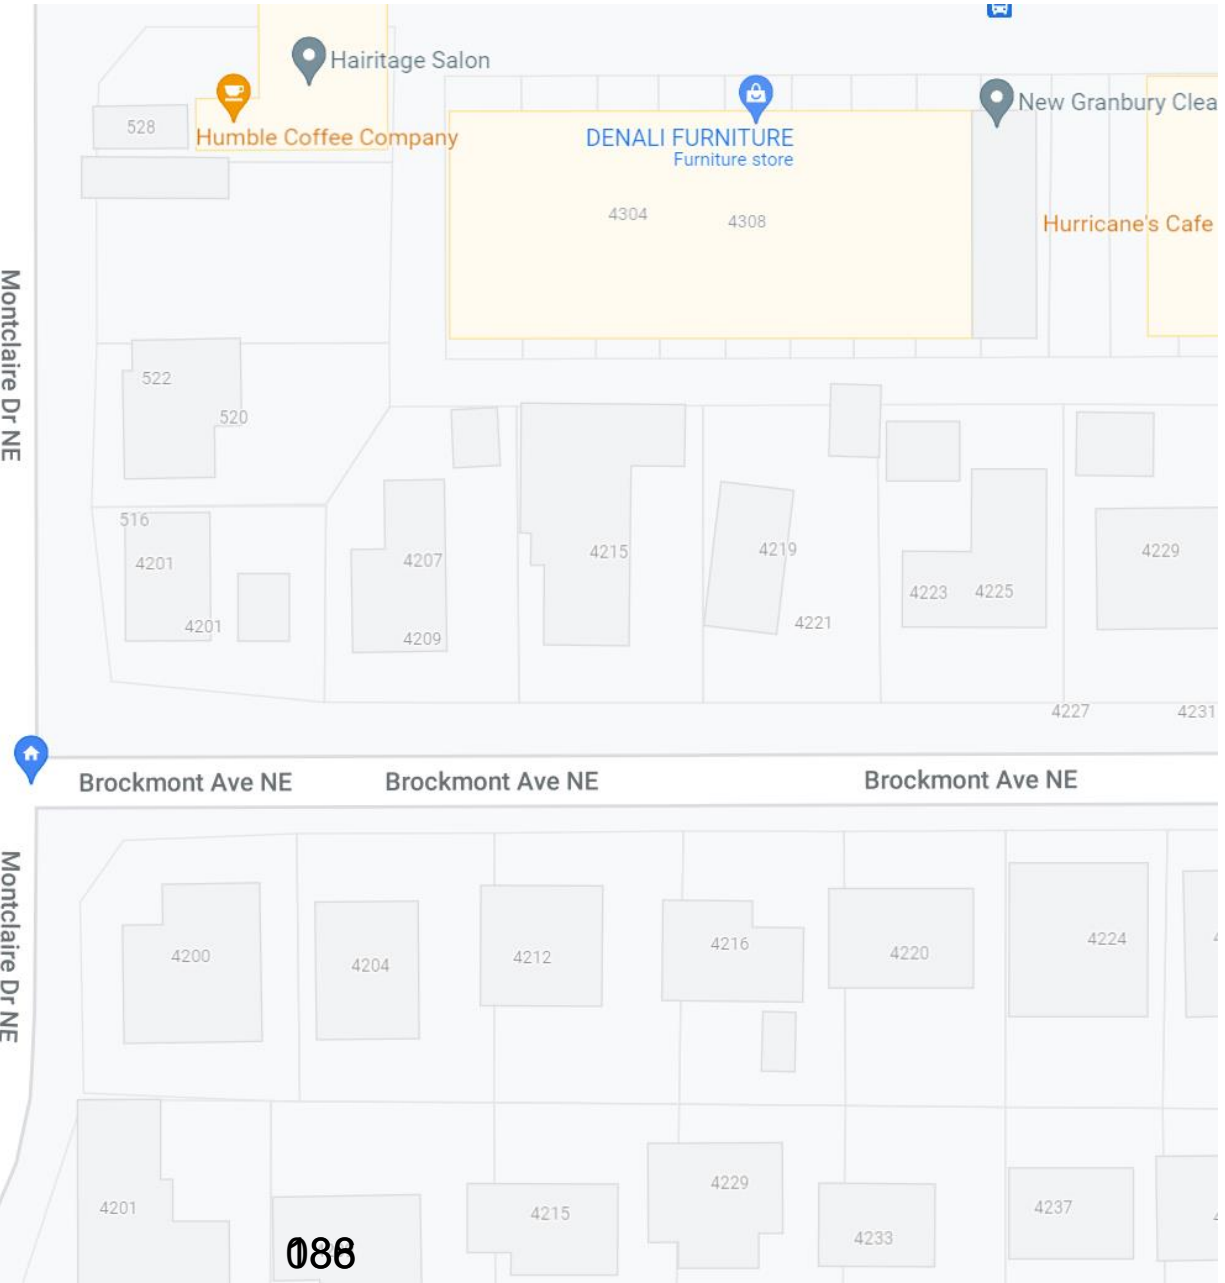 Hairitage Salon
Humble Coffee Company
528
DENALI FURNITURE
Furniture store
New Granbury Clea
4304
4308
Hurricane's Cafe
Montclaire Dr NE
522
520
516
4201
4201
4207
4209
4215
4219
4221
4223
4225
4229
4227
4231
Brockmont Ave NE
Brockmont Ave NE
Brockmont Ave NE
Montclaire Dr NE
4200
4204
4212
4216
4220
4224
4201
4215
4229
4233
4237